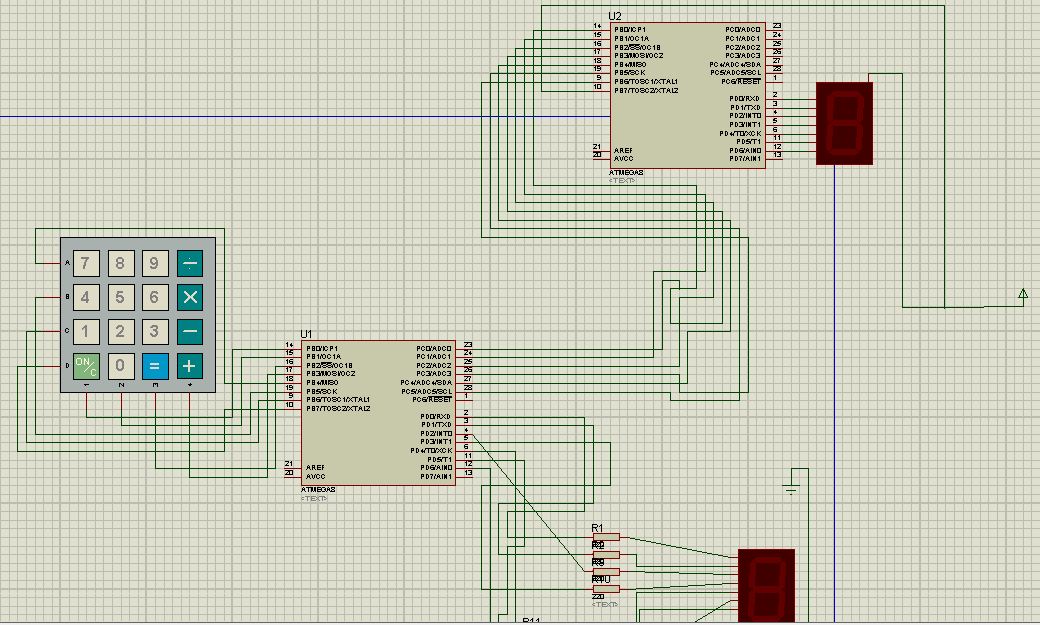 U2
14 PB0/ICP1 PC0/ADC0 23
15 PB1/OC1A PC1/ADC1 24
16 PB2/SS/OC1B PC2/ADC2 25
17 PB3/MOSI/OC2 PC3/ADC3 26
18 PB4/MISO PC4/ADC4/SDA 27
19 PB5/SCK PC5/ADC5/SCL 28
9 PB6/TOSC1/XTAL1 PC6/RESET 1
10 PB7/TOSC2/XTAL2
PD0/RXD 2
PD1/TXD 3
PD2/INT0 4
PD3/INT1 5
PD4/T0/XCK 6
PD5/T1 11
21 AREF PD6/AIN0 12
20 AVCC PD7/AIN1 13
ATMEGA8
<TEXT>
A 7 8 9 ÷
B 4 5 6 ×
C 1 2 3 −
D ON/C 0 = +
1 2 3 4
U1
14 PB0/ICP1 PC0/ADC0 23
15 PB1/OC1A PC1/ADC1 24
16 PB2/SS/OC1B PC2/ADC2 25
17 PB3/MOSI/OC2 PC3/ADC3 26
18 PB4/MISO PC4/ADC4/SDA 27
19 PB5/SCK PC5/ADC5/SCL 28
9 PB6/TOSC1/XTAL1 PC6/RESET 1
10 PB7/TOSC2/XTAL2
PD0/RXD 2
PD1/TXD 3
PD2/INT0 4
PD3/INT1 5
PD4/T0/XCK 6
PD5/T1 11
21 AREF PD6/AIN0 12
20 AVCC PD7/AIN1 13
ATMEGA8
<TEXT>
R1
R2
R9
R10
220
<TEXT>
R11